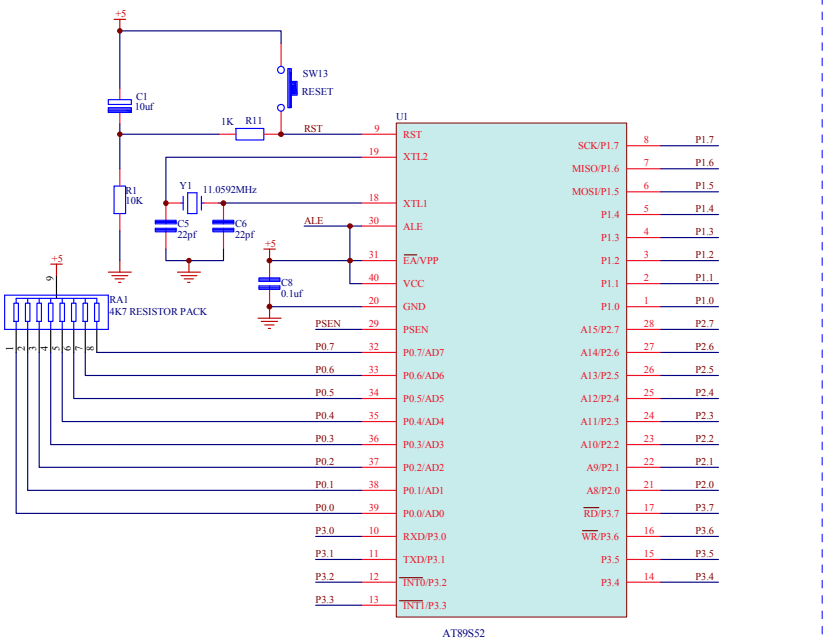 +5
C1
10uf
SW13
RESET
1K R11
RST
R1
10K
Y1
11.0592MHz
C5
22pf
C6
22pf
ALE
+5
C8
0.1uf
+5
9
RA1
4K7 RESISTOR PACK
1 2 3 4 5 6 7 8
PSEN
P0.7
P0.6
P0.5
P0.4
P0.3
P0.2
P0.1
P0.0
P3.0
P3.1
P3.2
P3.3
U1
9 RST
19 XTL2
18 XTL1
30 ALE
31 EA/VPP
40 VCC
20 GND
29 PSEN
32 P0.7/AD7
33 P0.6/AD6
34 P0.5/AD5
35 P0.4/AD4
36 P0.3/AD3
37 P0.2/AD2
38 P0.1/AD1
39 P0.0/AD0
10 RXD/P3.0
11 TXD/P3.1
12 INT0/P3.2
13 INT1/P3.3
SCK/P1.7 8 P1.7
MISO/P1.6 7 P1.6
MOSI/P1.5 6 P1.5
P1.4 5 P1.4
P1.3 4 P1.3
P1.2 3 P1.2
P1.1 2 P1.1
P1.0 1 P1.0
A15/P2.7 28 P2.7
A14/P2.6 27 P2.6
A13/P2.5 26 P2.5
A12/P2.4 25 P2.4
A11/P2.3 24 P2.3
A10/P2.2 23 P2.2
A9/P2.1 22 P2.1
A8/P2.0 21 P2.0
RD/P3.7 17 P3.7
WR/P3.6 16 P3.6
P3.5 15 P3.5
P3.4 14 P3.4
AT89S52